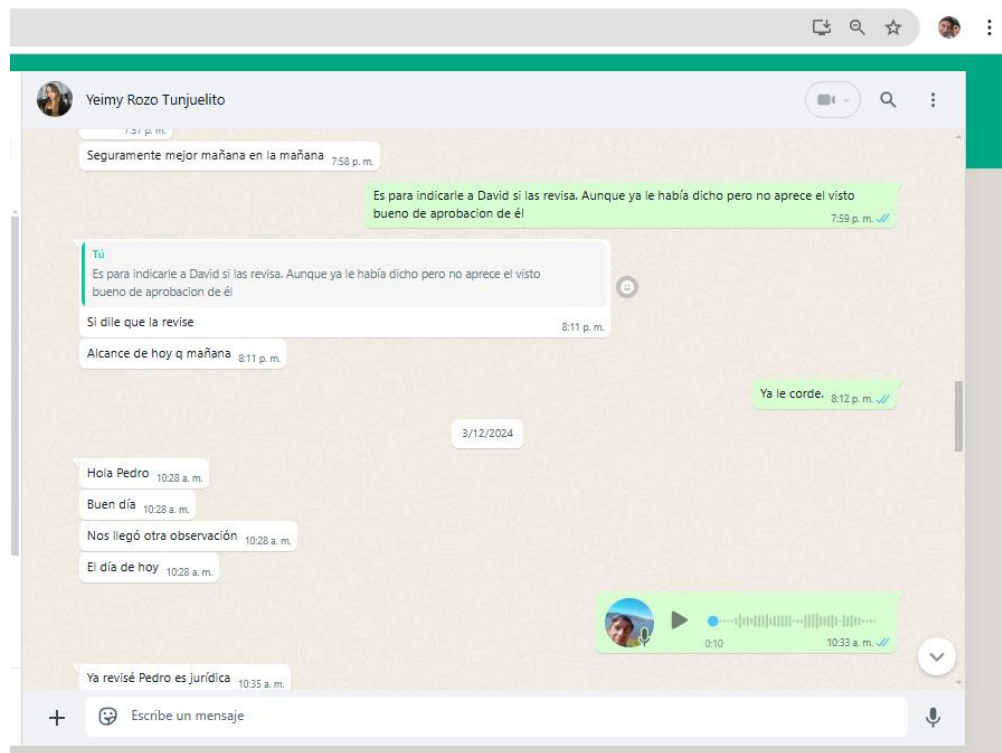 Yeimy Rozo Tunjuelito
7:57 p. m.
Seguramente mejor mañana en la mañana 7:58 p. m.
Es para indicarle a David si las revisa. Aunque ya le había dicho pero no aprece el visto
bueno de aprobacion de él 7:59 p. m.
Tú
Es para indicarle a David si las revisa. Aunque ya le había dicho pero no aprece el visto
bueno de aprobacion de él
Si dile que la revise 8:11 p. m.
Alcance de hoy q mañana 8:11 p. m.
Ya le corde. 8:12 p. m.
3/12/2024
Hola Pedro 10:28 a. m.
Buen día 10:28 a. m.
Nos llegó otra observación 10:28 a. m.
El día de hoy 10:28 a. m.
0:10 10:33 a. m.
Ya revisé Pedro es jurídica 10:35 a. m.
Escribe un mensaje